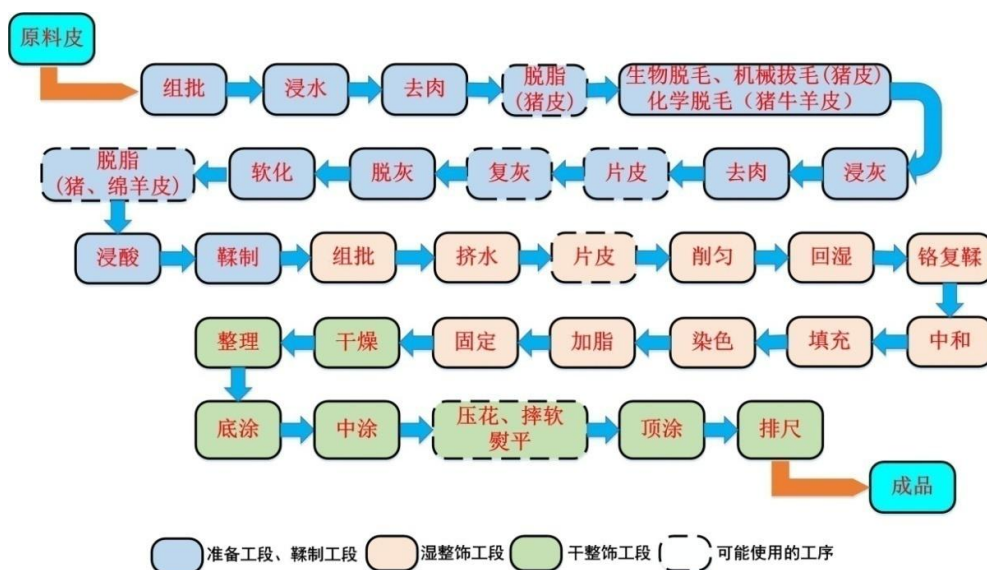 原料皮
组批
浸水
去肉
脱脂
(猪皮)
生物脱毛、机械拔毛(猪皮)
化学脱毛（猪牛羊皮）
浸灰
去肉
片皮
复灰
脱灰
软化
脱脂
(猪、绵羊皮)
浸酸
鞣制
组批
挤水
片皮
削匀
回湿
铬复鞣
中和
填充
染色
加脂
固定
干燥
整理
底涂
中涂
压花、摔软
熨平
顶涂
排尺
成品
准备工段、鞣制工段
湿整饰工段
干整饰工段
可能使用的工序